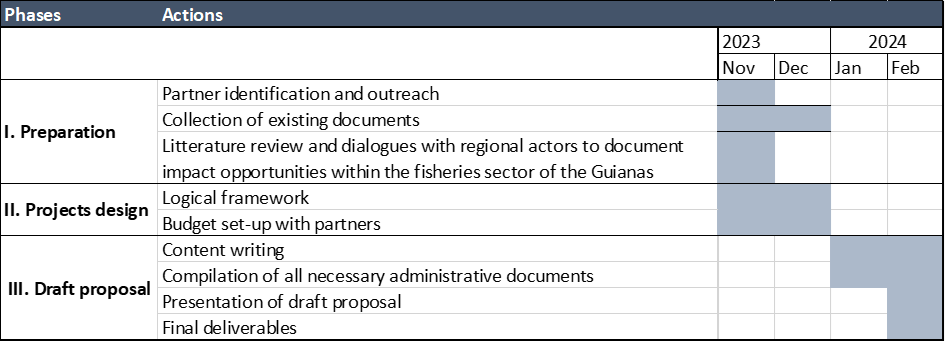 Phases Actions
2023 2024
Nov Dec Jan Feb
I. Preparation
Partner identification and outreach
Collection of existing documents
Litterature review and dialogues with regional actors to document
impact opportunities within the fisheries sector of the Guianas
II. Projects design
Logical framework
Budget set-up with partners
III. Draft proposal
Content writing
Compilation of all necessary administrative documents
Presentation of draft proposal
Final deliverables